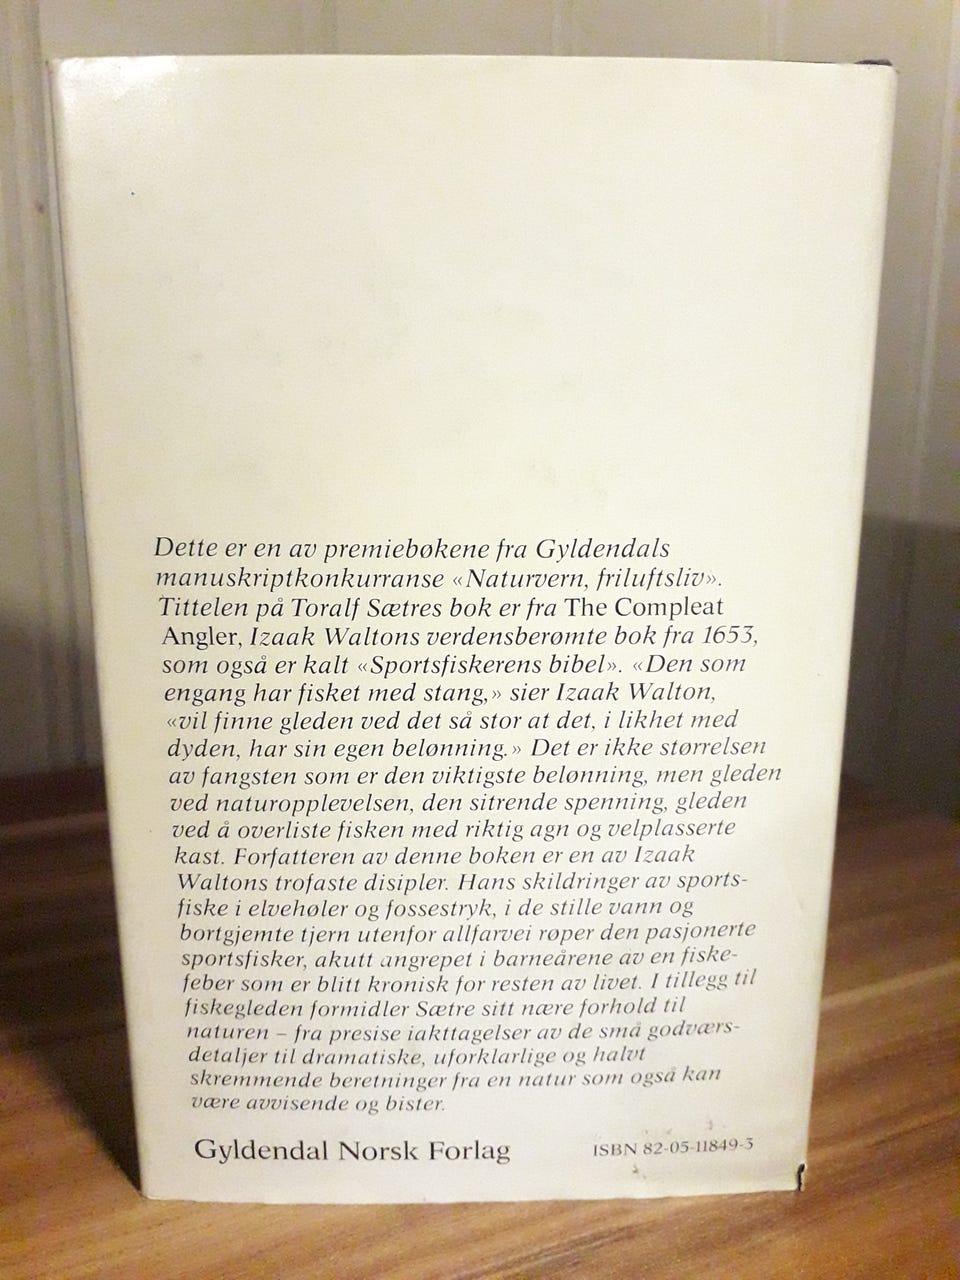 Dette er en av premiebøkene fra Gyldendals
manuskriptkonkurranse «Naturvern, friluftsliv».
Tittelen på Toralf Sætres bok er fra The Compleat
Angler, Izaak Waltons verdensberømte bok fra 1653,
som også er kalt «Sportsfiskerens bibel». «Den som
engang har fisket med stang,» sier Izaak Walton,
«vil finne gleden ved det så stor at det, i likhet med
dyden, har sin egen belønning.» Det er ikke størrelsen
av fangsten som er den viktigste belønning, men gleden
ved naturopplevelsen, den sitrende spenning, gleden
ved å overliste fisken med riktig agn og velplasserte
kast. Forfatteren av denne boken er en av Izaak
Waltons trofaste disipler. Hans skildringer av sports-
fiske i elvehøler og fossestryk, i de stille vann og
bortgjemte tjern utenfor allfarvei røper den pasjonerte
sportsfisker, akutt angrepet i barneårene av en fiske-
feber som er blitt kronisk for resten av livet. I tillegg til
fiskegleden formidler Sætre sitt nære forhold til
naturen – fra presise iakttagelser av de små godværs-
detaljer til dramatiske, uforklarlige og halvt
skremmende beretninger fra en natur som også kan
være avvisende og bister.
Gyldendal Norsk Forlag
ISBN 82-05-11849-3